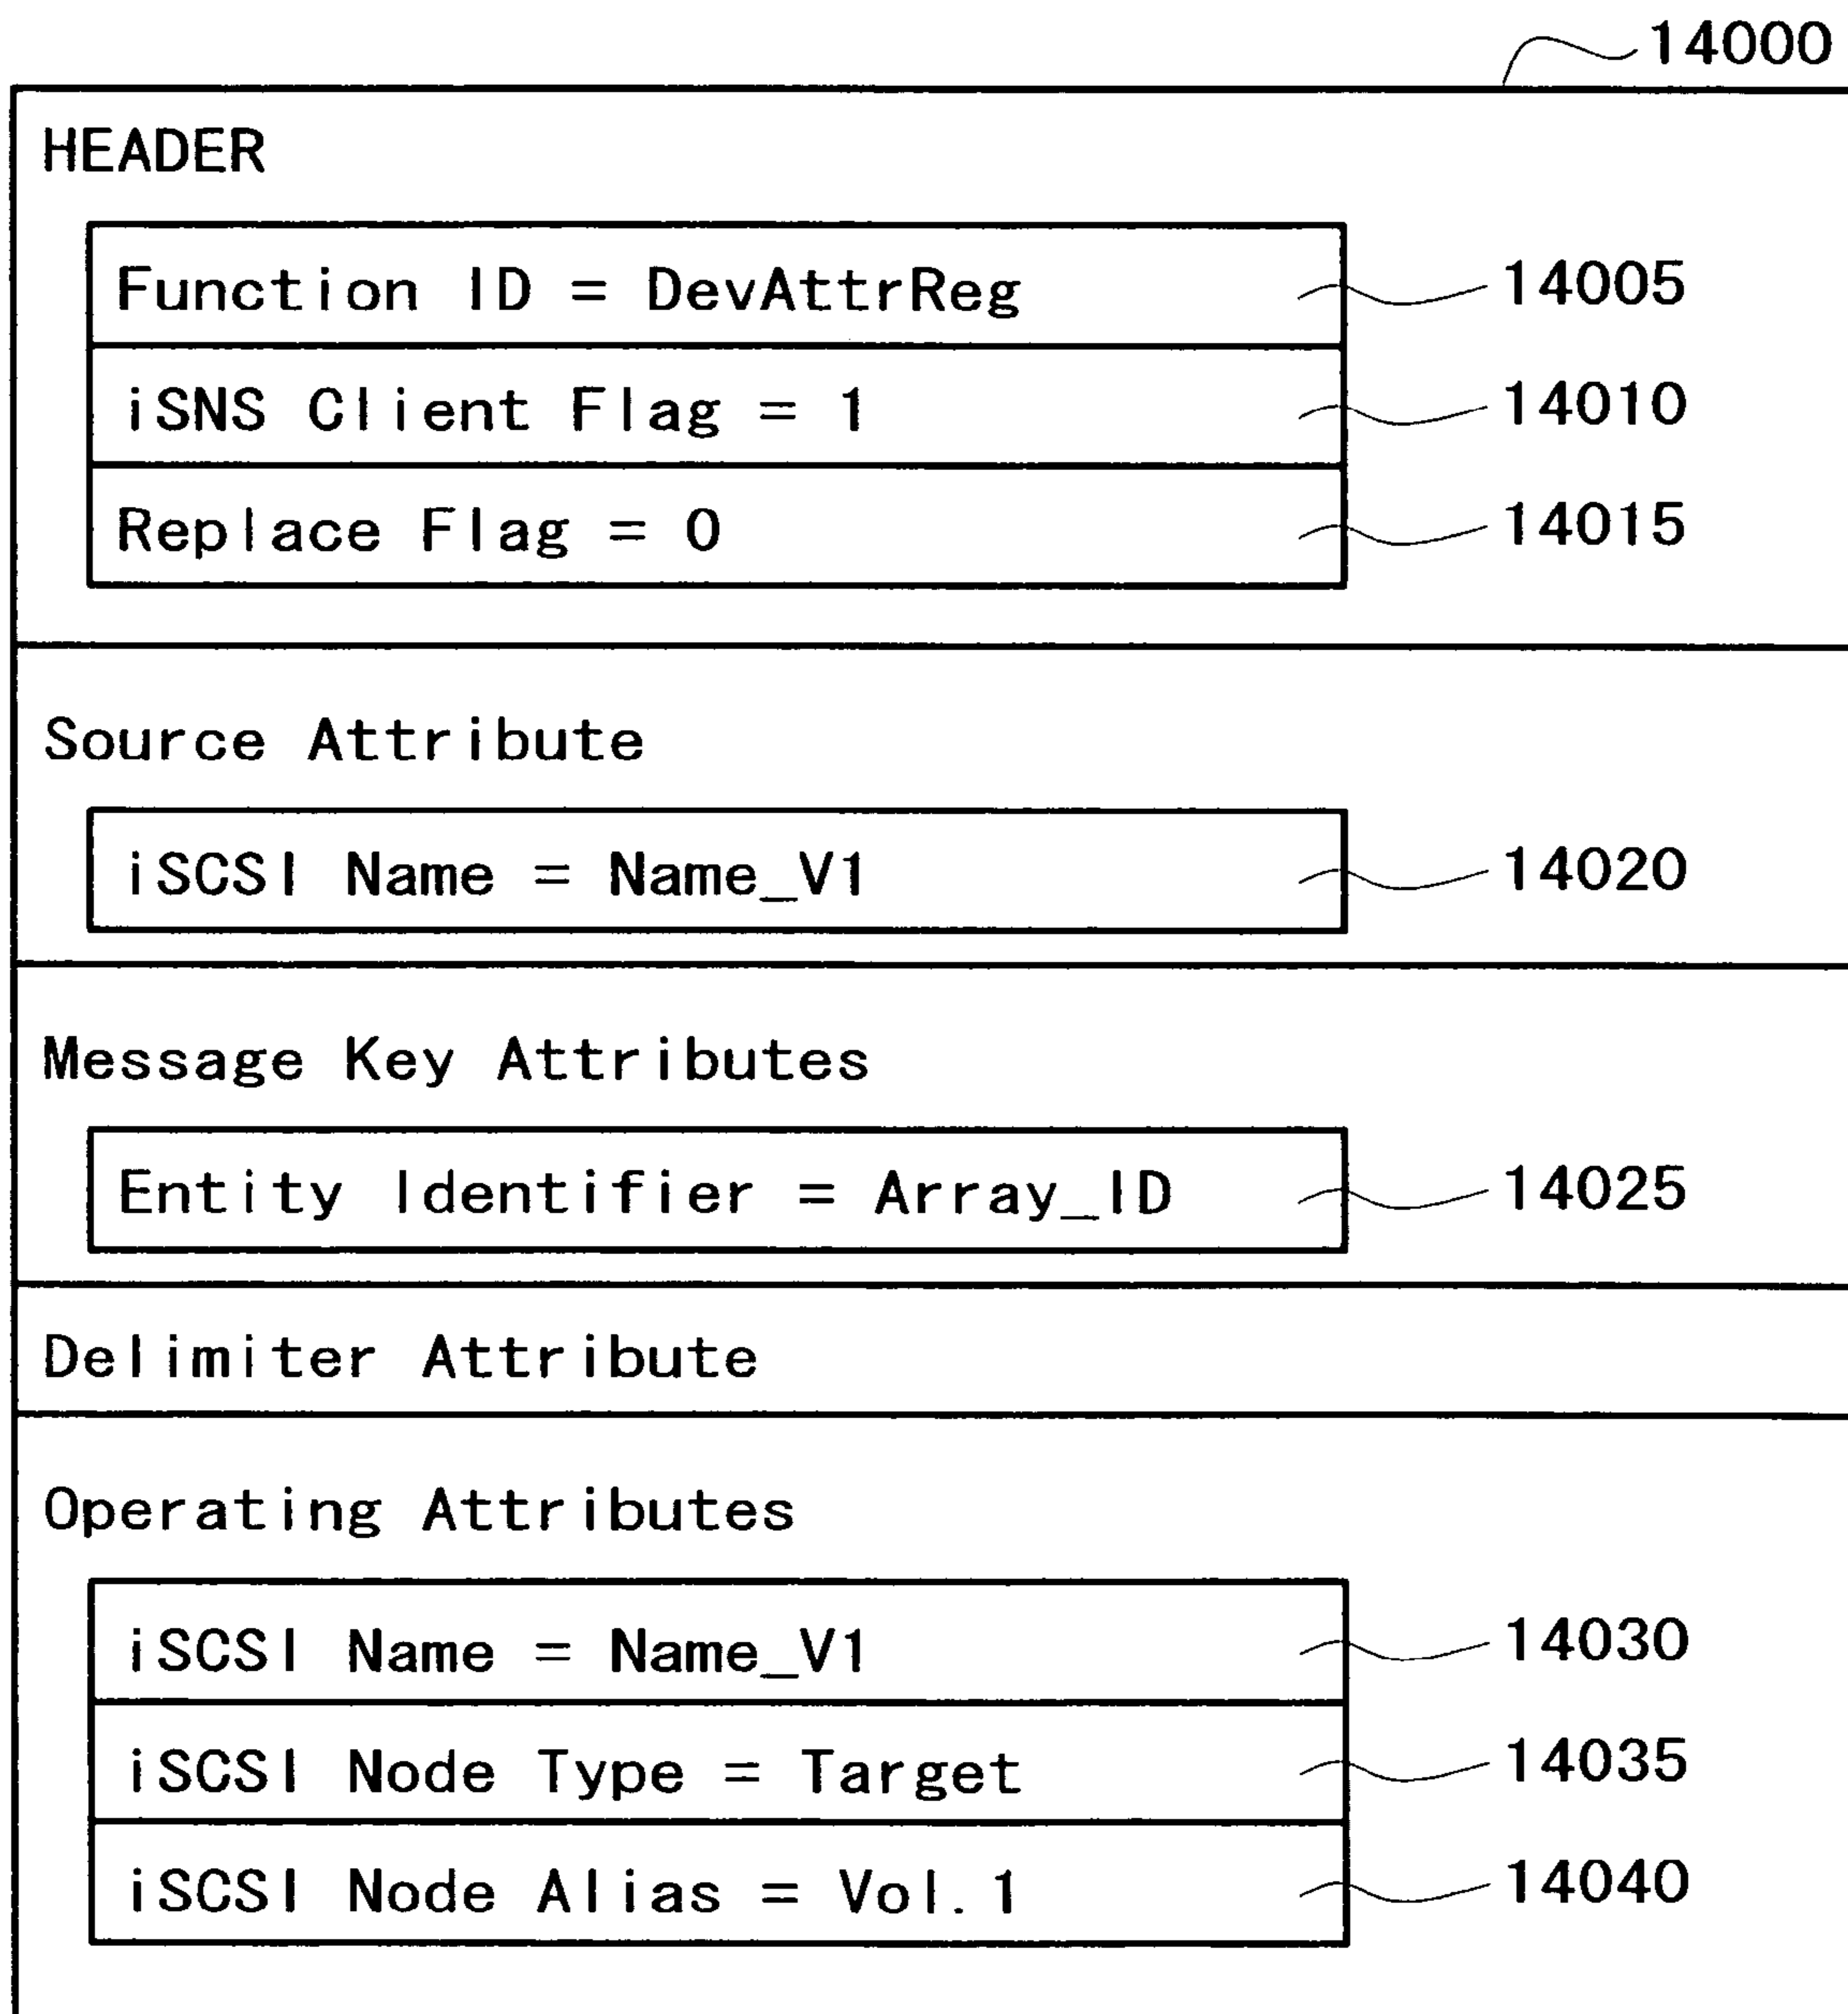 14000
HEADER
Function ID = DevAttrReg 14005
iSNS Client Flag = 1 14010
Replace Flag = 0 14015
Source Attribute
iSCSI Name = Name_V1 14020
Message Key Attributes
Entity Identifier = Array_ID 14025
Delimiter Attribute
Operating Attributes
iSCSI Name = Name_V1 14030
iSCSI Node Type = Target 14035
iSCSI Node Alias = Vol.1 14040